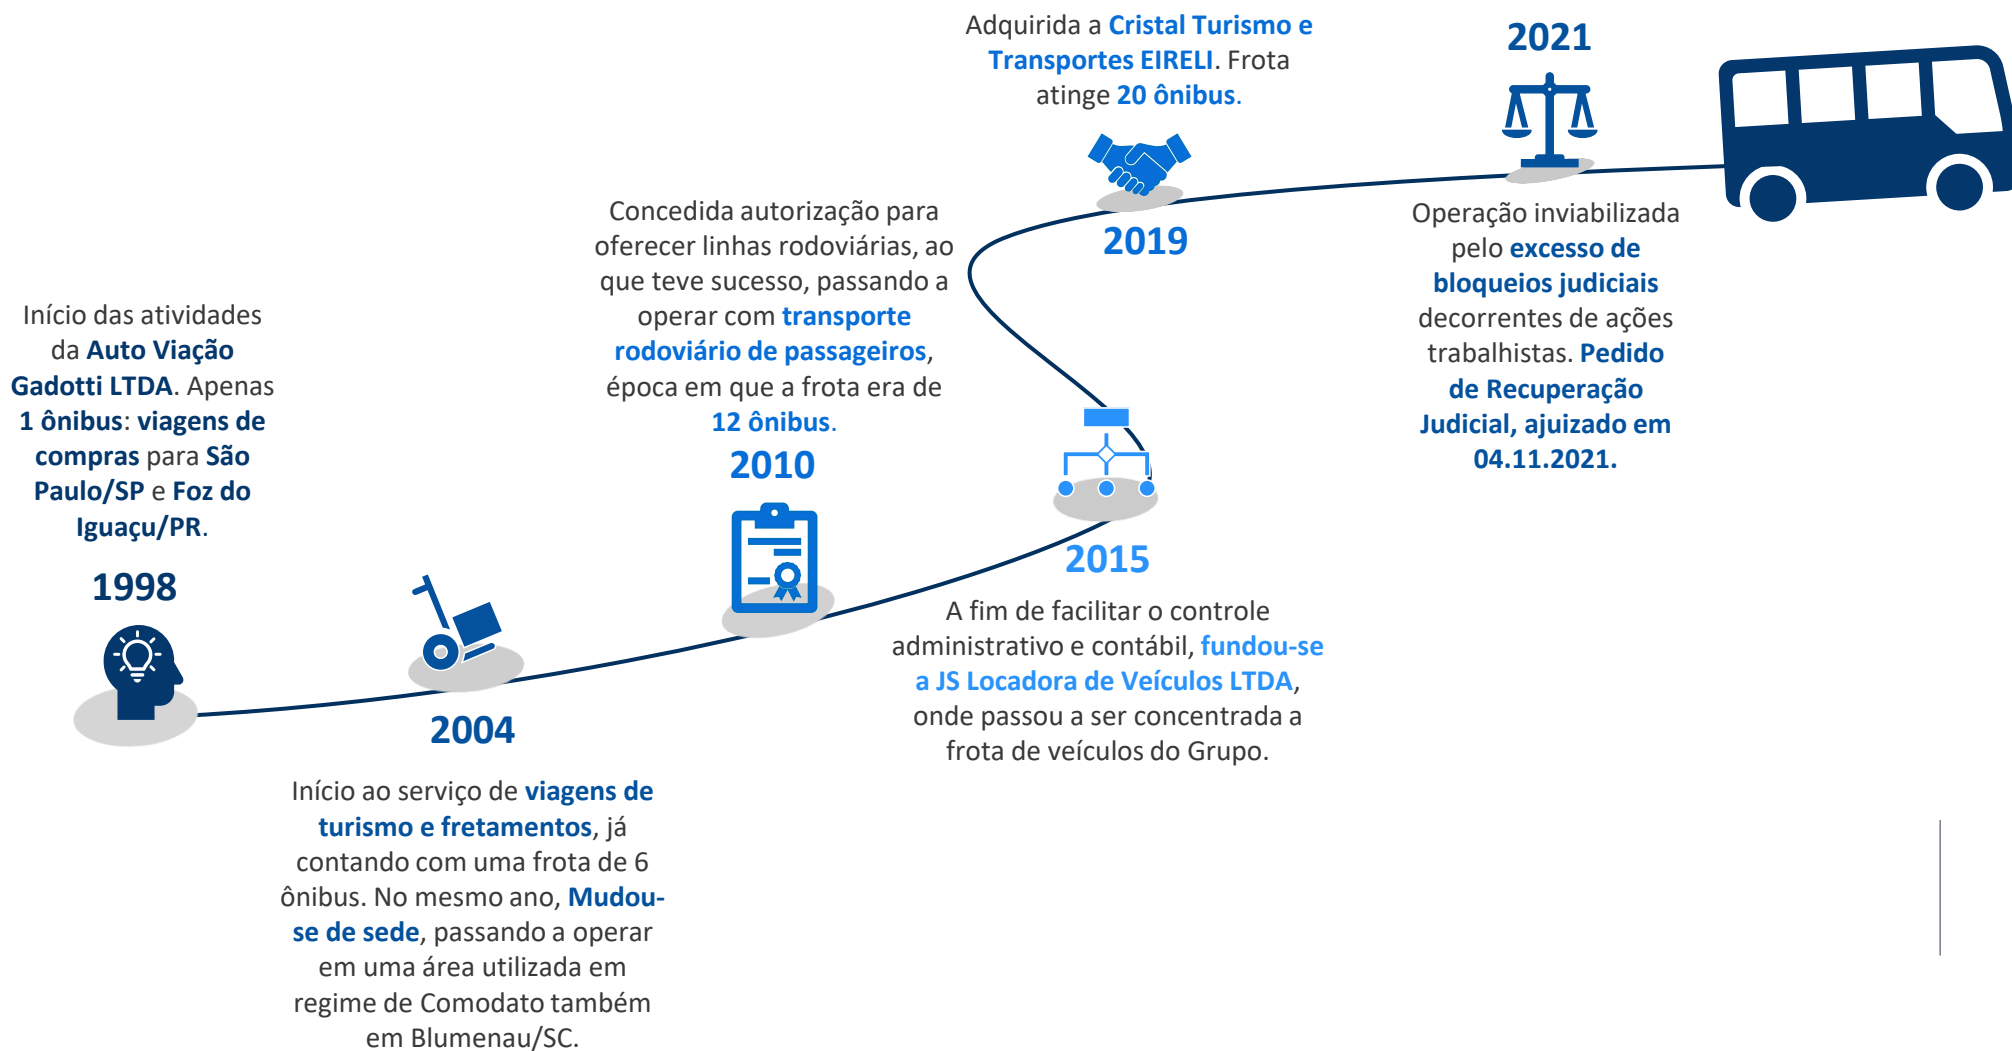 Início das atividades
da Auto Viação
Gadotti LTDA. Apenas
1 ônibus: viagens de
compras para São
Paulo/SP e Foz do
Iguaçu/PR.
1998
2004
Início ao serviço de viagens de
turismo e fretamentos, já
contando com uma frota de 6
ônibus. No mesmo ano, Mudou-
se de sede, passando a operar
em uma área utilizada em
regime de Comodato também
em Blumenau/SC.
Concedida autorização para
oferecer linhas rodoviárias, ao
que teve sucesso, passando a
operar com transporte
rodoviário de passageiros,
época em que a frota era de
12 ônibus.
2010
2015
A fim de facilitar o controle
administrativo e contábil, fundou-se
a JS Locadora de Veículos LTDA,
onde passou a ser concentrada a
frota de veículos do Grupo.
Adquirida a Cristal Turismo e
Transportes EIRELI. Frota
atinge 20 ônibus.
2019
2021
Operação inviabilizada
pelo excesso de
bloqueios judiciais
decorrentes de ações
trabalhistas. Pedido
de Recuperação
Judicial, ajuizado em
04.11.2021.